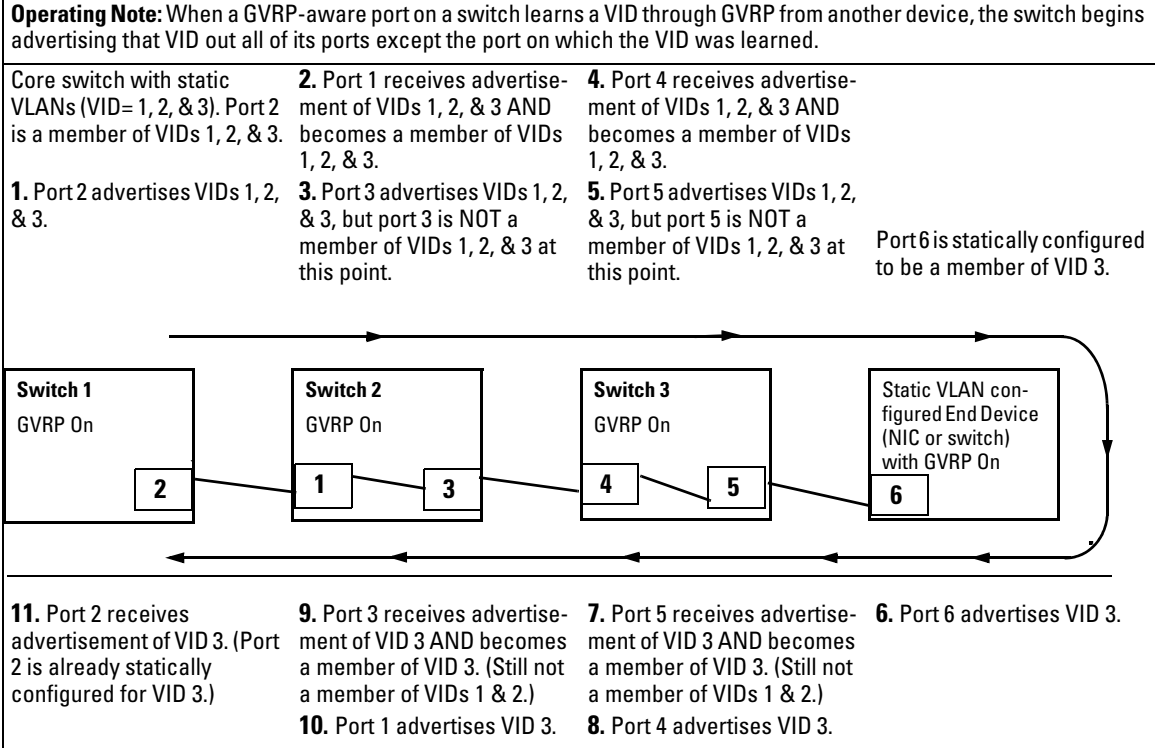 Operating Note: When a GVRP-aware port on a switch learns a VID through GVRP from another device, the switch begins
advertising that VID out all of its ports except the port on which the VID was learned.
Core switch with static
VLANs (VID= 1, 2, & 3). Port 2
is a member of VIDs 1, 2, & 3.
1. Port 2 advertises VIDs 1, 2,
& 3.
2. Port 1 receives advertise-
ment of VIDs 1, 2, & 3 AND
becomes a member of VIDs
1, 2, & 3.
3. Port 3 advertises VIDs 1, 2,
& 3, but port 3 is NOT a
member of VIDs 1, 2, & 3 at
this point.
4. Port 4 receives advertise-
ment of VIDs 1, 2, & 3 AND
becomes a member of VIDs
1, 2, & 3.
5. Port 5 advertises VIDs 1, 2,
& 3, but port 5 is NOT a
member of VIDs 1, 2, & 3 at
this point.
Port 6 is statically configured
to be a member of VID 3.
Switch 1
GVRP On
2
Switch 2
GVRP On
1
3
Switch 3
GVRP On
4
5
Static VLAN con-
figured End Device
(NIC or switch)
with GVRP On
6
11. Port 2 receives
advertisement of VID 3. (Port
2 is already statically
configured for VID 3.)
9. Port 3 receives advertise-
ment of VID 3 AND becomes
a member of VID 3. (Still not
a member of VIDs 1 & 2.)
10. Port 1 advertises VID 3.
7. Port 5 receives advertise-
ment of VID 3 AND becomes
a member of VID 3. (Still not
a member of VIDs 1 & 2.)
8. Port 4 advertises VID 3.
6. Port 6 advertises VID 3.